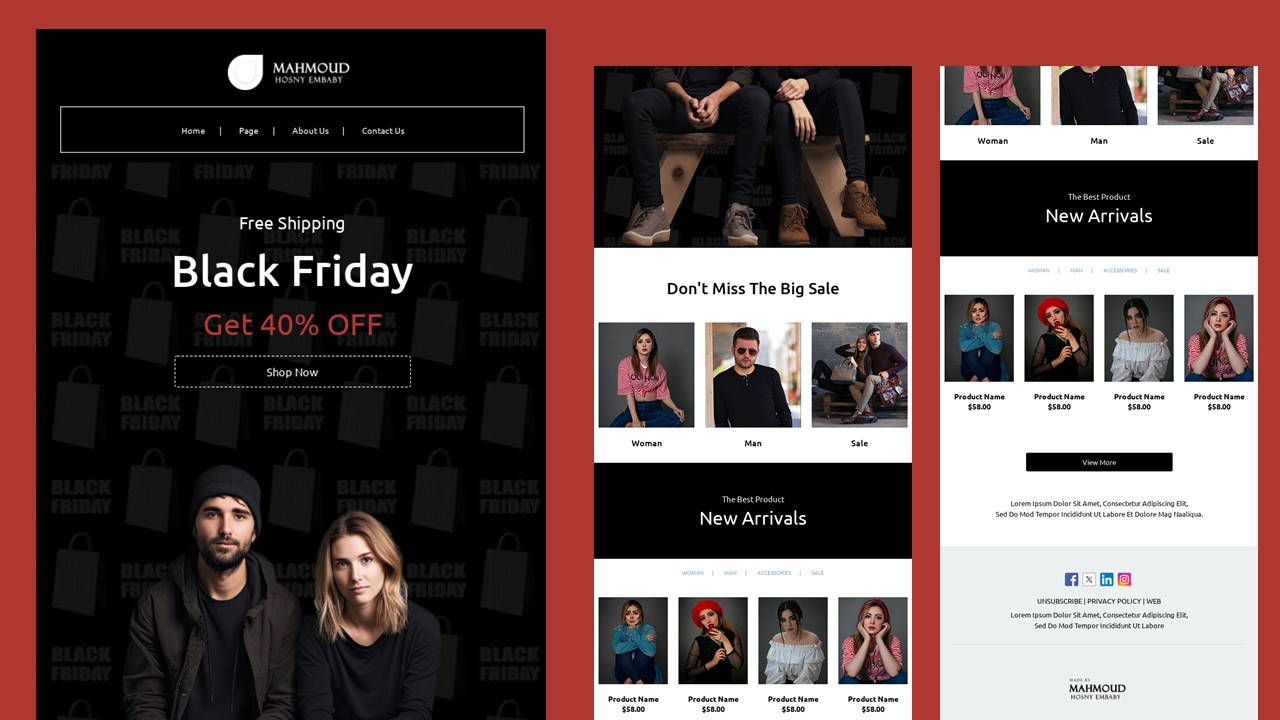 MAHMOUD
HOSNY EMBABY
Home | Page | About Us | Contact Us
BLACK FRIDAY
Free Shipping
Black Friday
Get 40% OFF
Shop Now
Don't Miss The Big Sale
Woman
Man
Sale
The Best Product
New Arrivals
WOMAN | MAN | ACCESSORIES | SALE
Product Name
$58.00
Product Name
$58.00
Product Name
$58.00
Product Name
$58.00
Woman
Man
Sale
The Best Product
New Arrivals
WOMAN | MAN | ACCESSORIES | SALE
Product Name
$58.00
Product Name
$58.00
Product Name
$58.00
Product Name
$58.00
View More
Lorem Ipsum Dolor Sit Amet, Consectetur Adipiscing Elit,
Sed Do Mod Tempor Incididunt Ut Labore Et Dolore Mag Naaliqua.
UNSUBSCRIBE | PRIVACY POLICY | WEB
Lorem Ipsum Dolor Sit Amet, Consectetur Adipiscing Elit,
Sed Do Mod Tempor Incididunt Ut Labore
MADE BY
MAHMOUD
HOSNY EMBABY